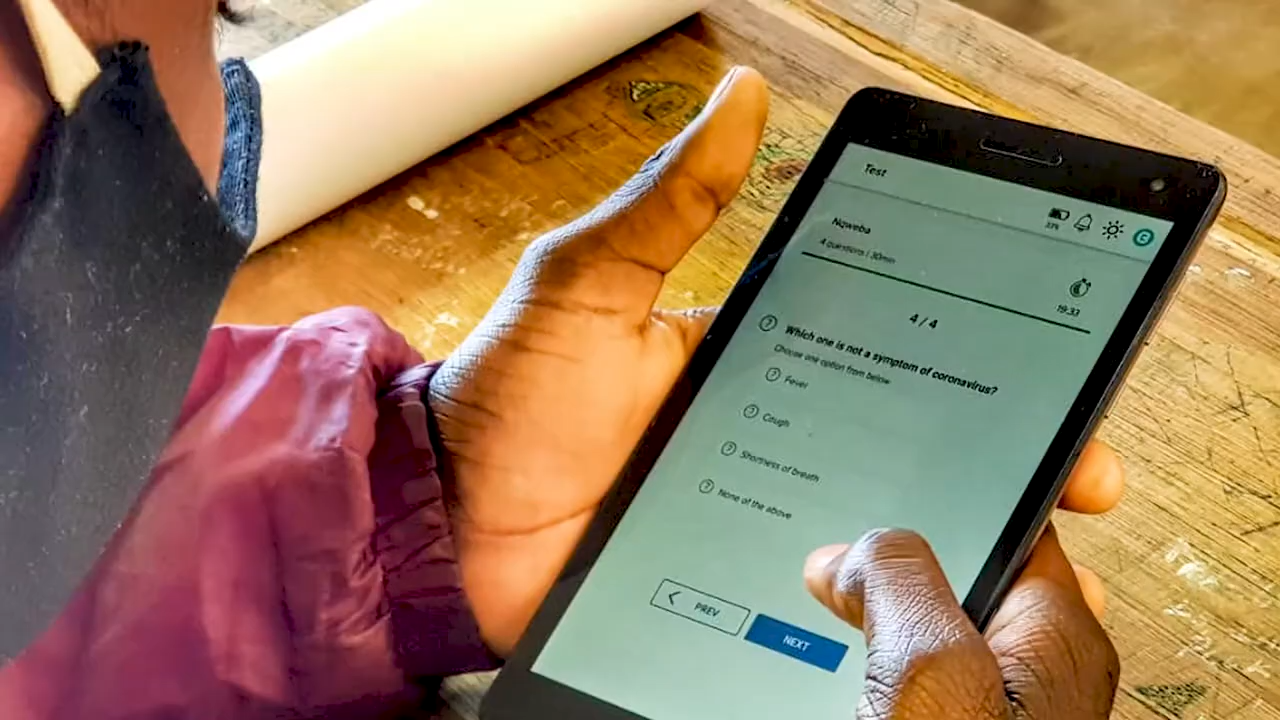 Test
33%
Nqweba
4 questions | 30min
19:33
4 / 4
Which one is not a symptom of coronavirus?
Choose one option from below
Fever
Cough
Shortness of breath
None of the above
PREV
NEXT